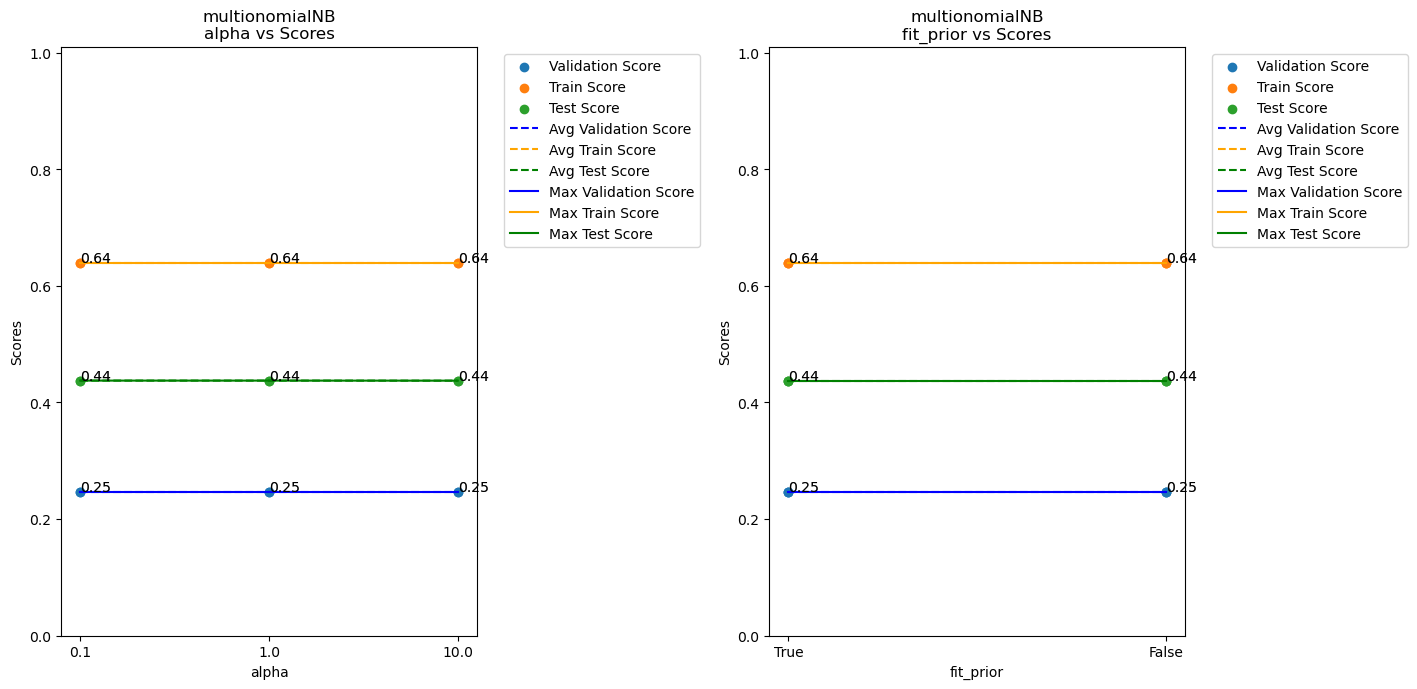 multionomialNB
alpha vs Scores
1.0
0.8
0.6
0.4
0.2
0.0
Scores
0.64
0.64
0.64
0.44
0.44
0.44
0.25
0.25
0.25
0.1
1.0
10.0
alpha
Validation Score
Train Score
Test Score
Avg Validation Score
Avg Train Score
Avg Test Score
Max Validation Score
Max Train Score
Max Test Score
multionomialNB
fit_prior vs Scores
1.0
0.8
0.6
0.4
0.2
0.0
Scores
0.64
0.64
0.44
0.44
0.25
0.25
True
False
fit_prior
Validation Score
Train Score
Test Score
Avg Validation Score
Avg Train Score
Avg Test Score
Max Validation Score
Max Train Score
Max Test Score